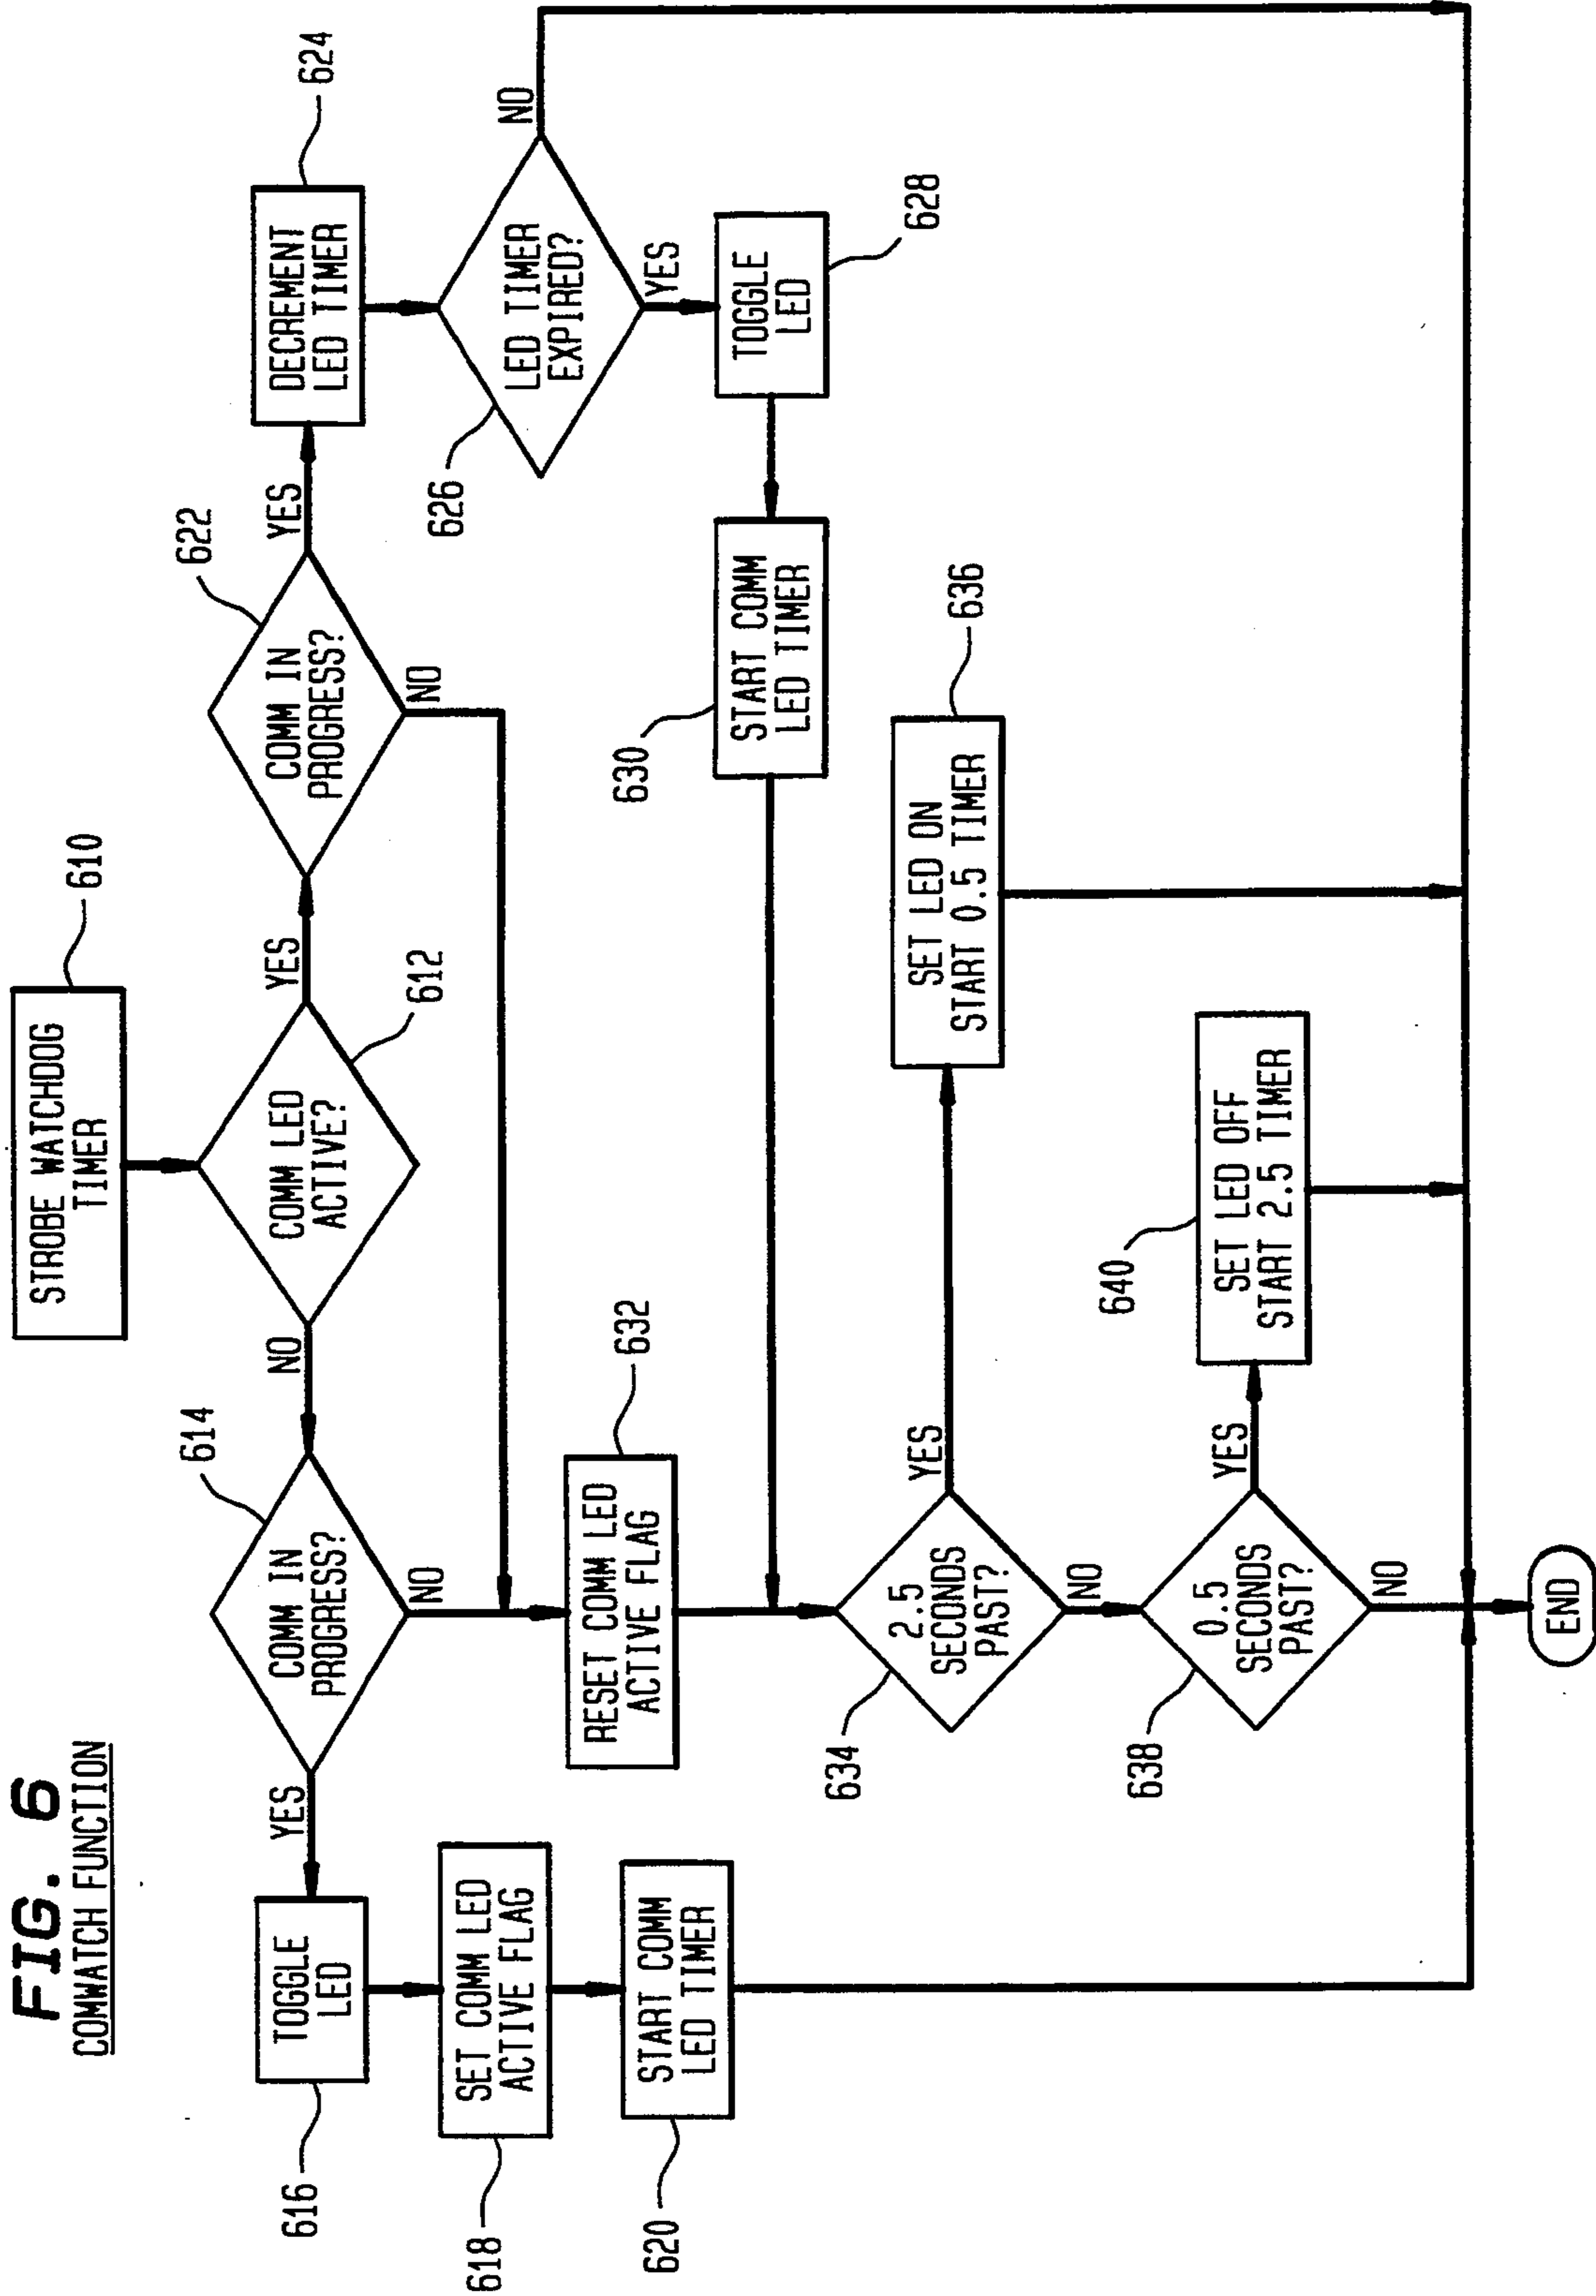 FIG. 6
COMWATCH FUNCTION
STROBE WATCHDOG
TIMER
610
COMM LED
ACTIVE?
612
NO
YES
COMM IN
PROGRESS?
614
YES
NO
TOGGLE
LED
616
SET COMM LED
ACTIVE FLAG
618
START COMM
LED TIMER
620
COMM IN
PROGRESS?
622
YES
NO
DECREMENT
LED TIMER
624
LED TIMER
EXPIRED?
626
NO
YES
TOGGLE
LED
628
START COMM
LED TIMER
630
RESET COMM LED
ACTIVE FLAG
632
2.5
SECONDS
PAST?
634
YES
NO
SET LED ON
START 0.5 TIMER
636
0.5
SECONDS
PAST?
638
YES
NO
SET LED OFF
START 2.5 TIMER
640
END